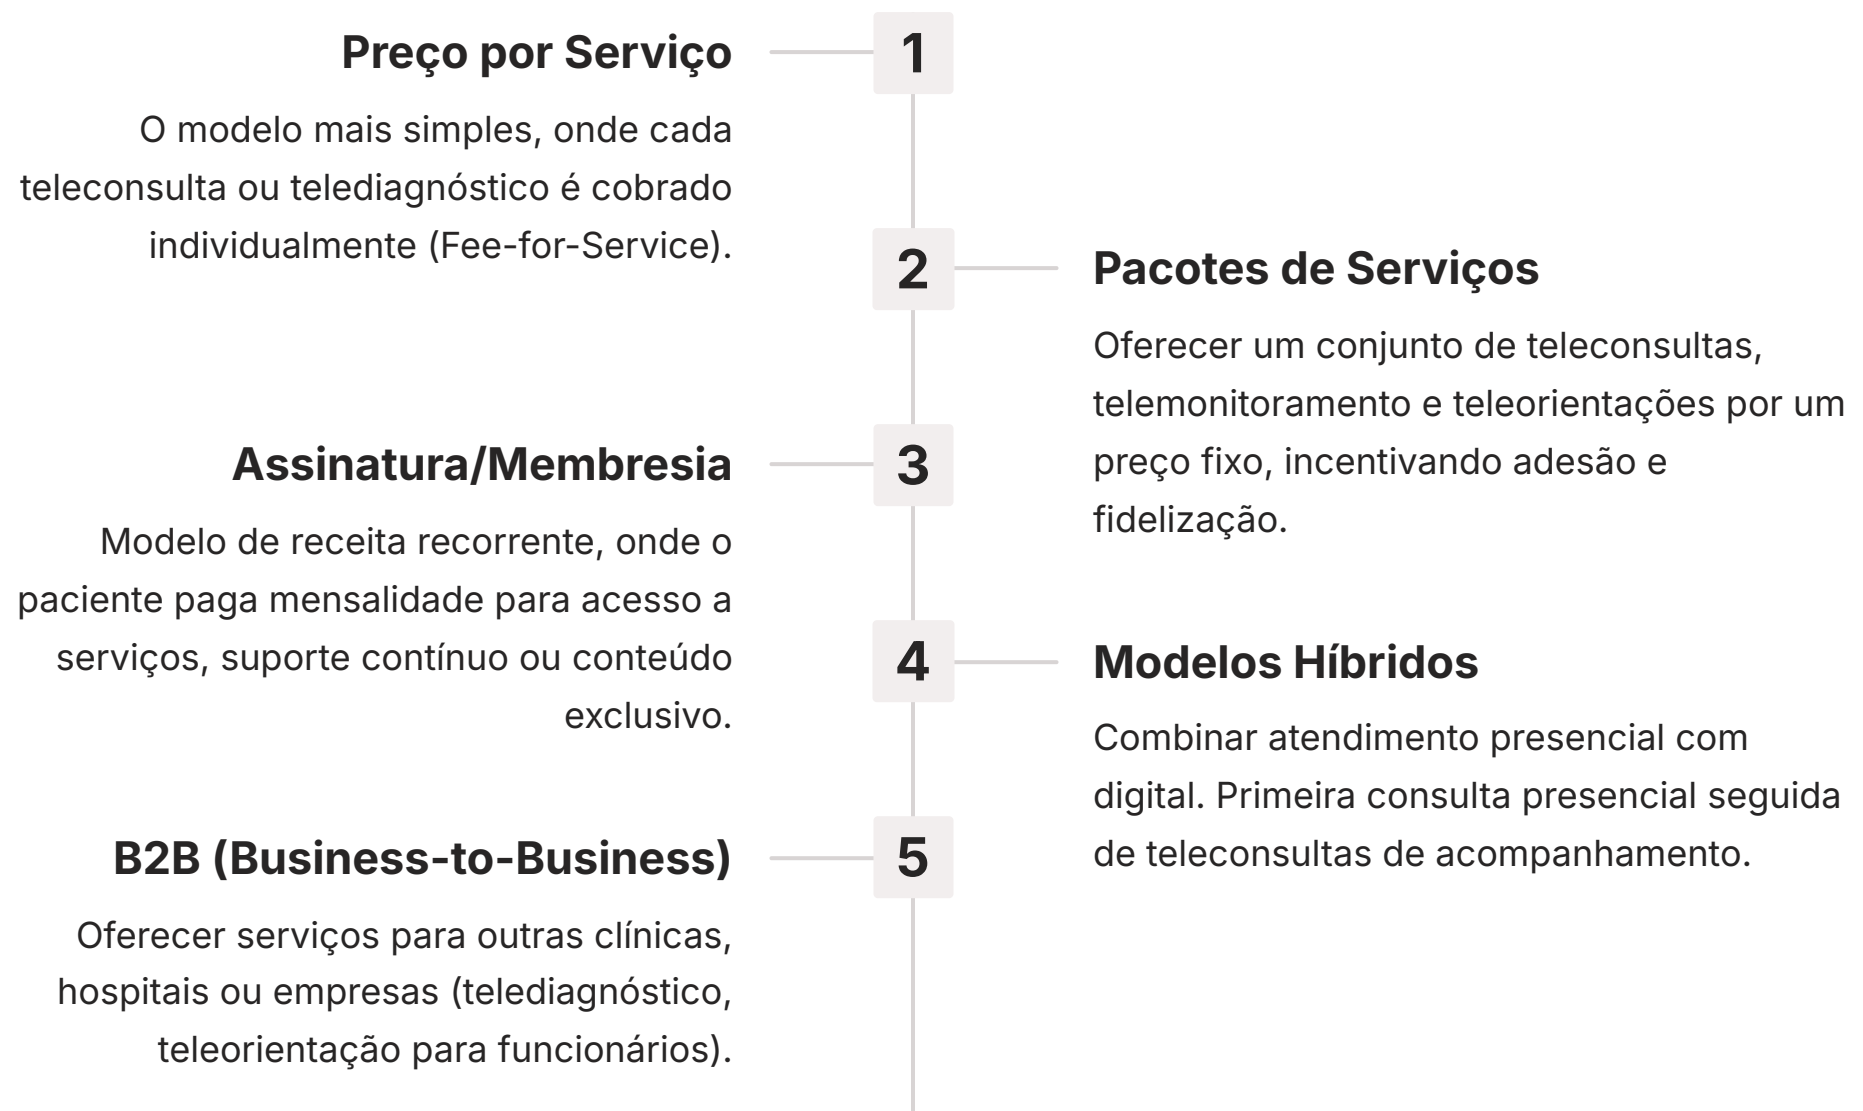 Preço por Serviço
1
O modelo mais simples, onde cada
teleconsulta ou telediagnóstico é cobrado
individualmente (Fee-for-Service).
2
Pacotes de Serviços
Oferecer um conjunto de teleconsultas,
telemonitoramento e teleorientações por um
preço fixo, incentivando adesão e
fidelização.
Assinatura/Membresia
3
Modelo de receita recorrente, onde o
paciente paga mensalidade para acesso a
serviços, suporte contínuo ou conteúdo
exclusivo.
4
Modelos Híbridos
Combinar atendimento presencial com
digital. Primeira consulta presencial seguida
de teleconsultas de acompanhamento.
B2B (Business-to-Business)
5
Oferecer serviços para outras clínicas,
hospitais ou empresas (telediagnóstico,
teleorientação para funcionários).